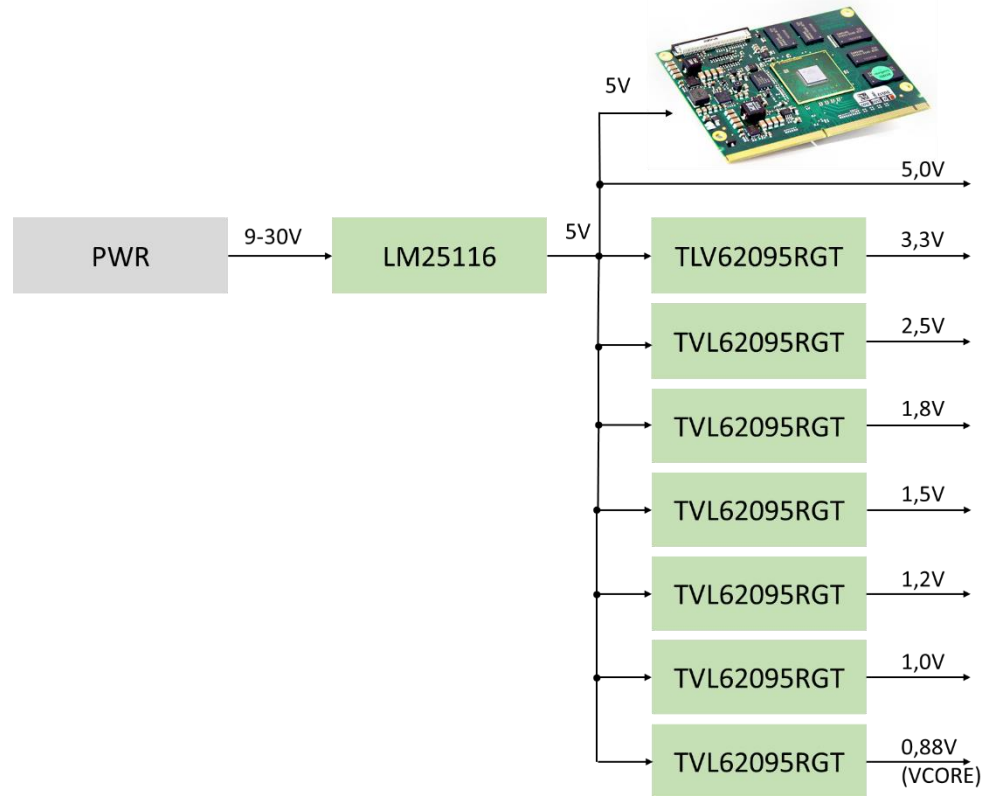 5V
5,0V
PWR
9-30V
LM25116
5V
TLV62095RGT
3,3V
TVL62095RGT
2,5V
TVL62095RGT
1,8V
TVL62095RGT
1,5V
TVL62095RGT
1,2V
TVL62095RGT
1,0V
TVL62095RGT
0,88V
(VCORE)